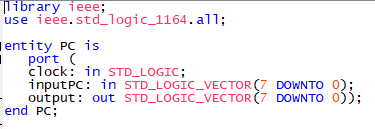 library ieee;
use ieee.std_logic_1164.all;
entity PC is
port (
clock: in STD_LOGIC;
inputPC: in STD_LOGIC_VECTOR(7 DOWNTO 0);
output: out STD_LOGIC_VECTOR(7 DOWNTO 0));
end PC;